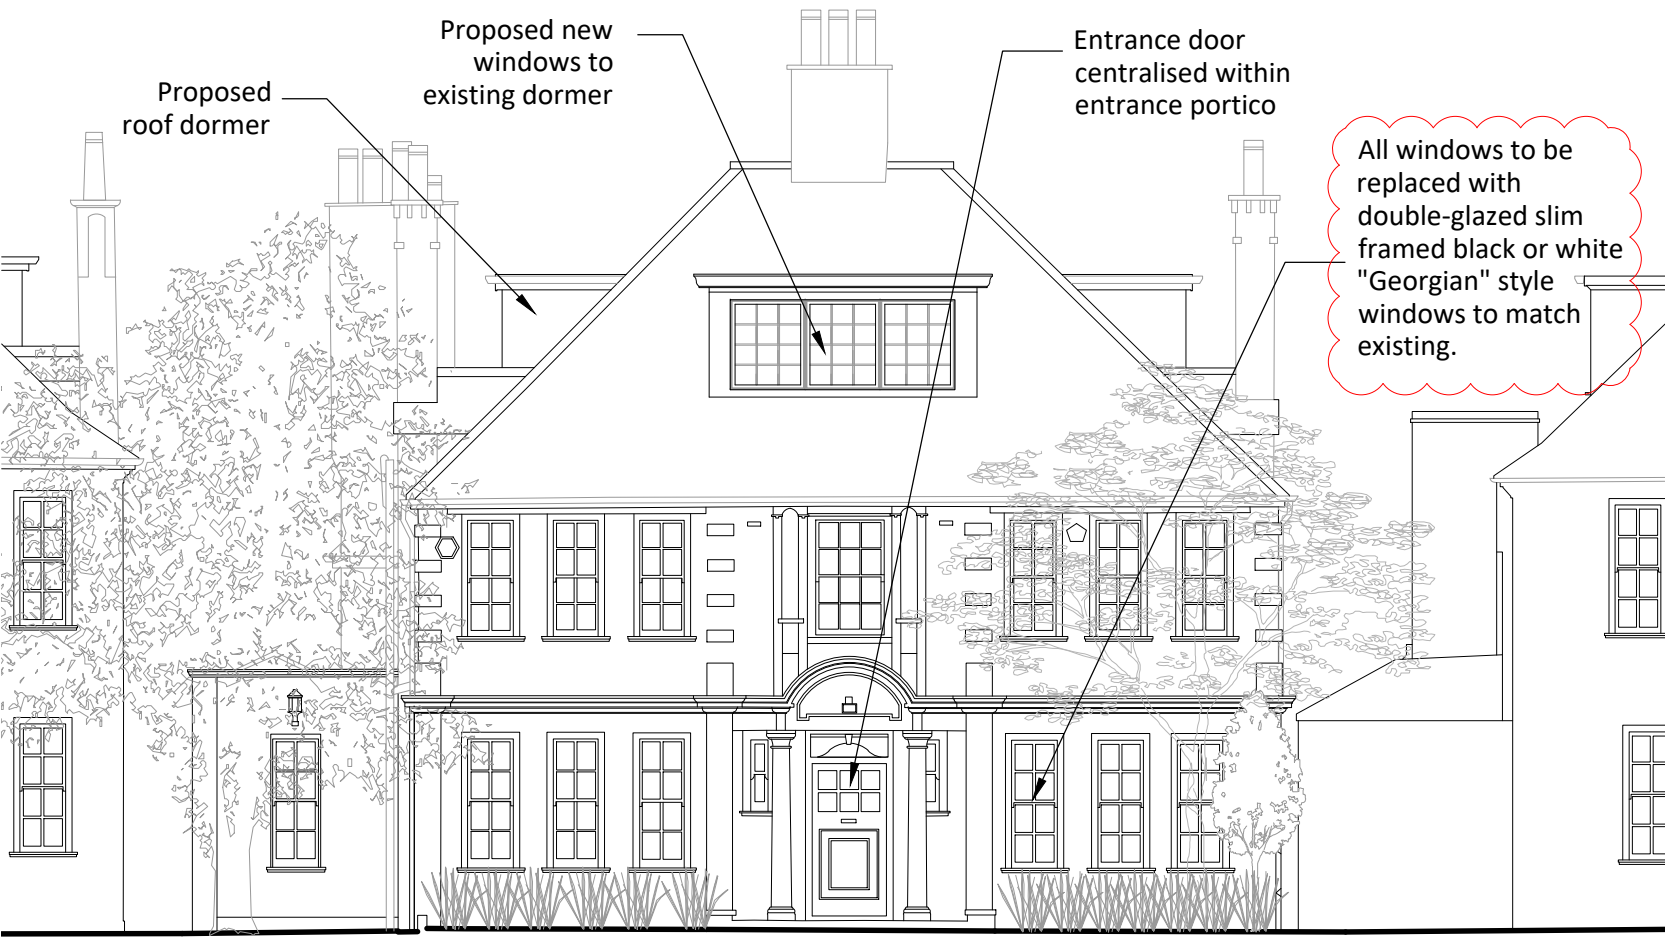 Proposed new
windows to
existing dormer
Entrance door
centralised within
entrance portico
Proposed
roof dormer
All windows to be
replaced with
double-glazed slim
framed black or white
"Georgian" style
windows to match
existing.